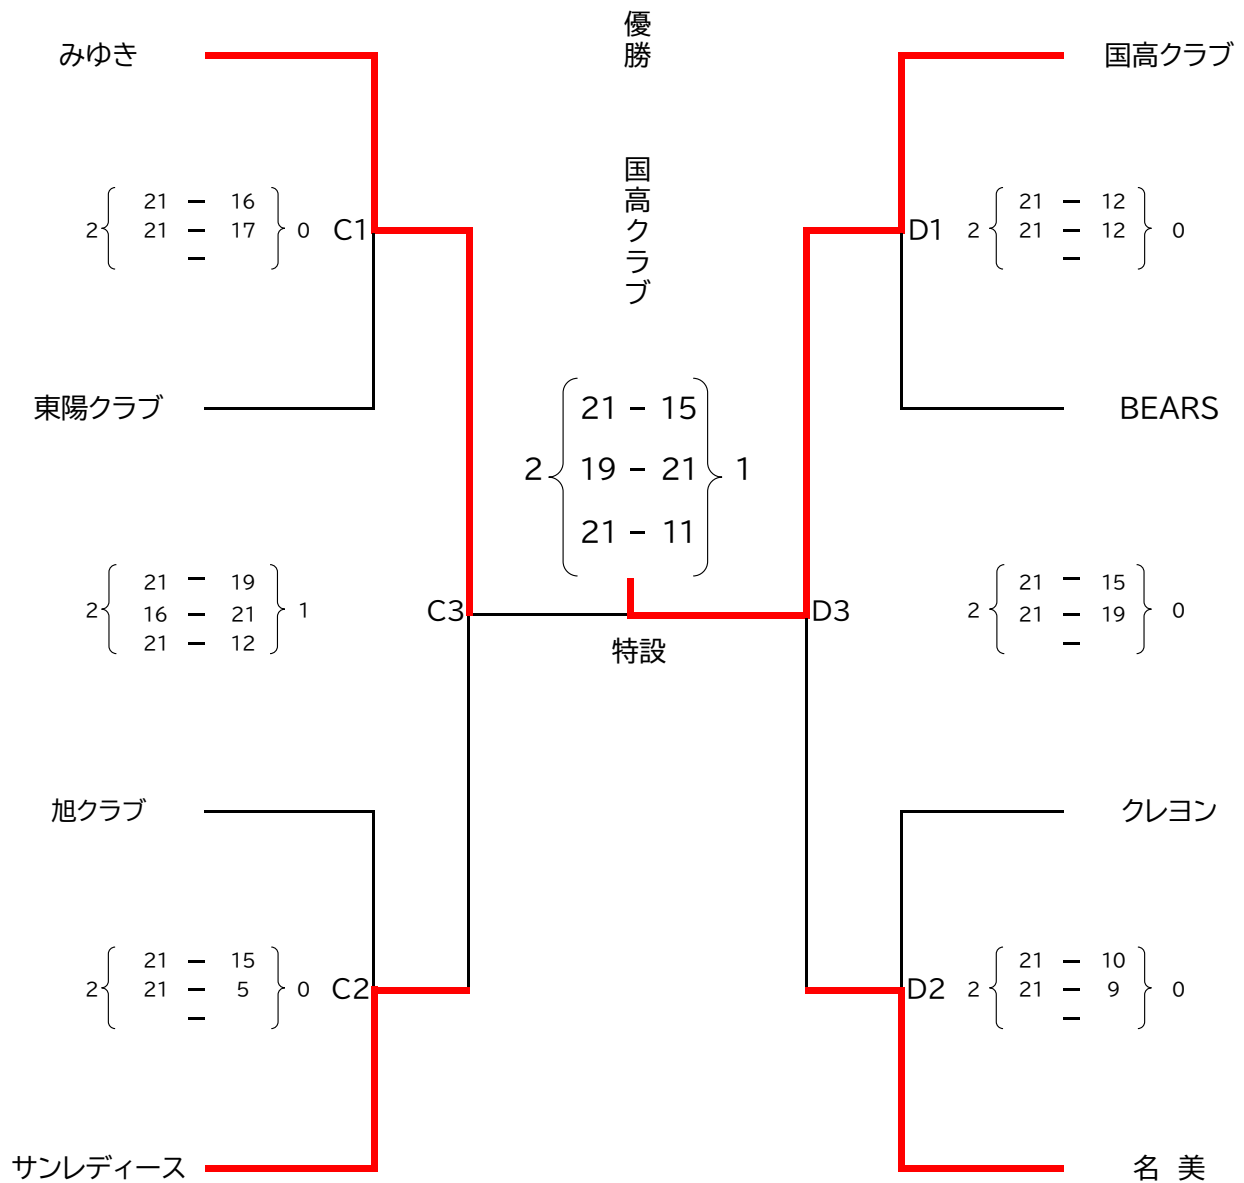 優勝
国高クラブ
みゆき
国高クラブ
21 － 16
2 21 － 17 0 C1
－
21 － 12
D1 2 21 － 12 0
－
東陽クラブ
BEARS
21 － 15
2 19 － 21 1
21 － 11
21 － 19
2 16 － 21 1 C3
21 － 12
21 － 15
D3 2 21 － 19 0
－
特設
旭クラブ
クレヨン
21 － 15
2 21 － 5 0 C2
－
21 － 10
D2 2 21 － 9 0
－
サンレディース
名 美